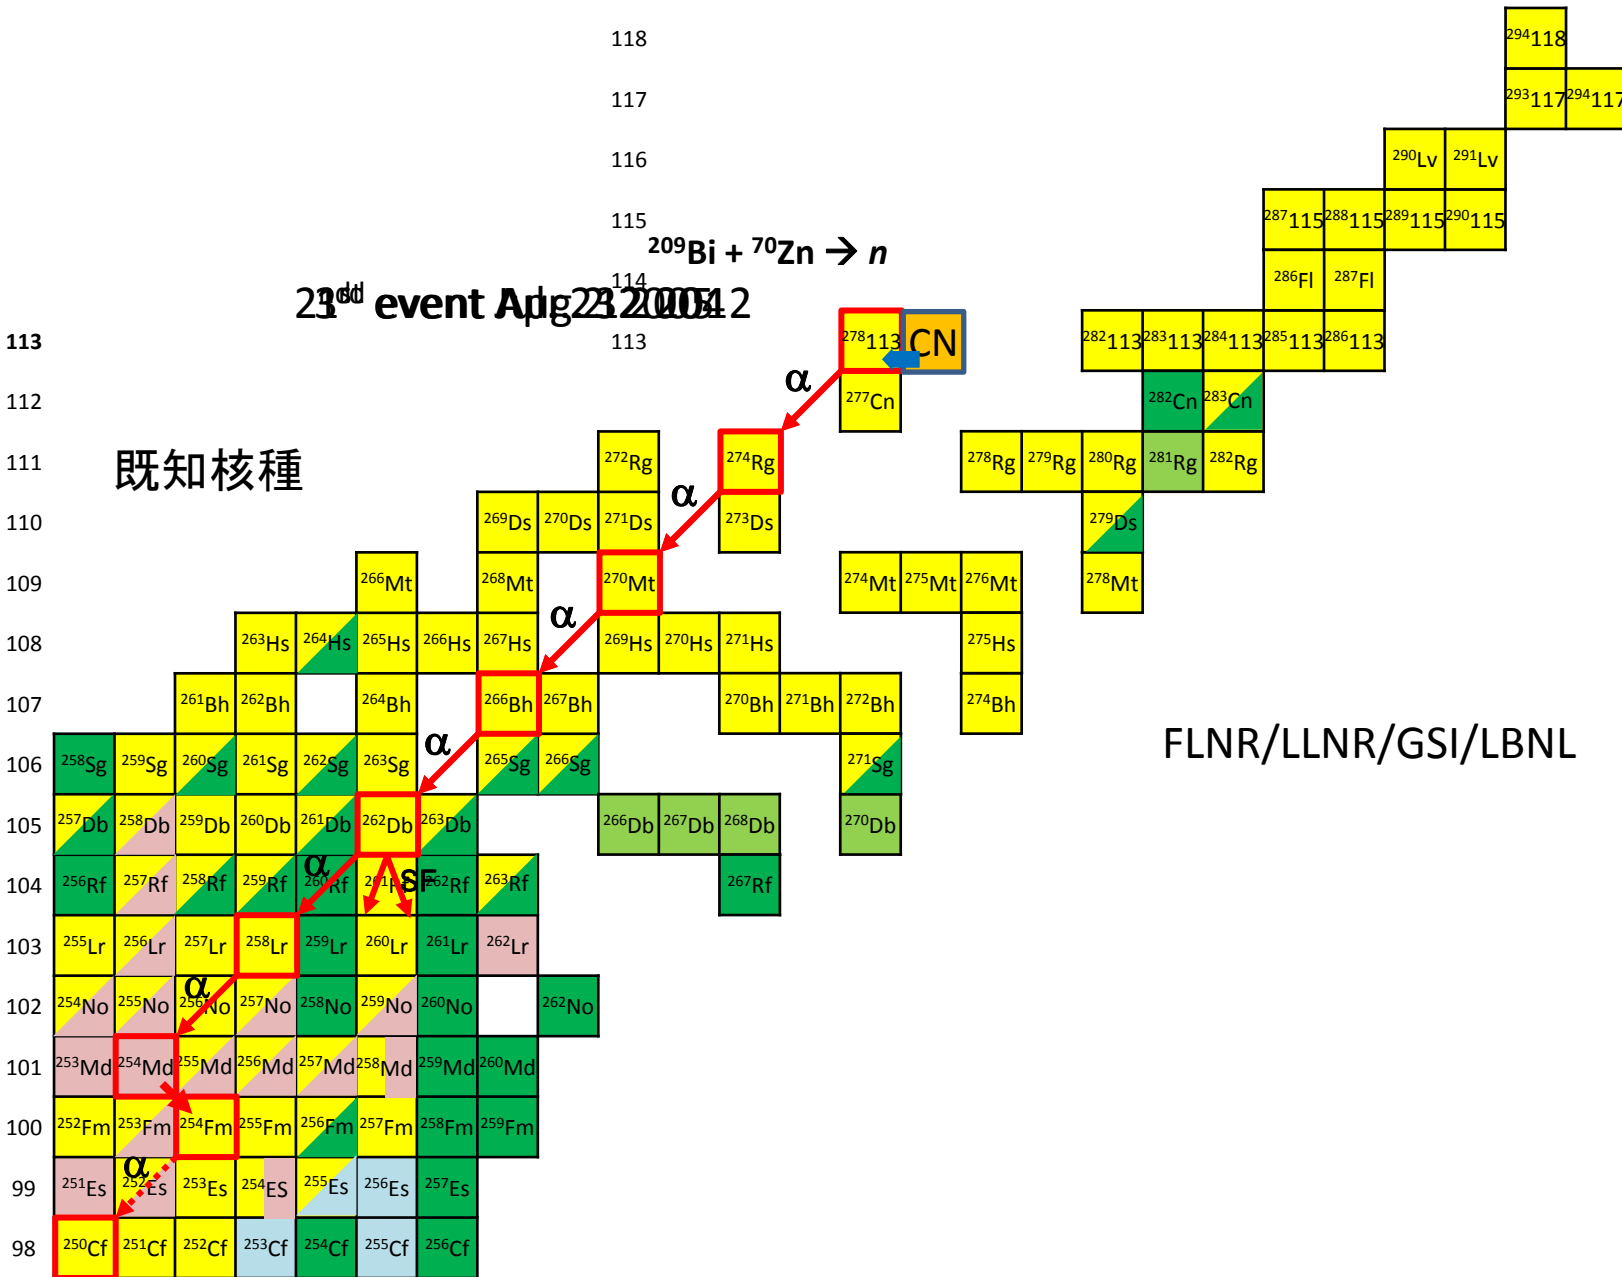 118 ²⁹⁴118
117 ²⁹³117 ²⁹⁴117
116 ²⁹⁰Lv ²⁹¹Lv
115 ²⁸⁷115 ²⁸⁸115 ²⁸⁹115 ²⁹⁰115
²⁰⁹Bi + ⁷⁰Zn → n
114 ²⁸⁶Fl ²⁸⁷Fl
event
113 113 ²⁷⁸113 CN ²⁸²113 ²⁸³113 ²⁸⁴113 ²⁸⁵113 ²⁸⁶113
α
112 ²⁷⁷Cn ²⁸²Cn ²⁸³Cn
既知核種
111 ²⁷²Rg ²⁷⁴Rg ²⁷⁸Rg ²⁷⁹Rg ²⁸⁰Rg ²⁸¹Rg ²⁸²Rg
α
110 ²⁶⁹Ds ²⁷⁰Ds ²⁷¹Ds ²⁷³Ds ²⁷⁹Ds
109 ²⁶⁶Mt ²⁶⁸Mt ²⁷⁰Mt ²⁷⁴Mt ²⁷⁵Mt ²⁷⁶Mt ²⁷⁸Mt
α
108 ²⁶³Hs ²⁶⁴Hs ²⁶⁵Hs ²⁶⁶Hs ²⁶⁷Hs ²⁶⁹Hs ²⁷⁰Hs ²⁷¹Hs ²⁷⁵Hs
107 ²⁶¹Bh ²⁶²Bh ²⁶⁴Bh ²⁶⁶Bh ²⁶⁷Bh ²⁷⁰Bh ²⁷¹Bh ²⁷²Bh ²⁷⁴Bh
α
FLNR/LLNR/GSI/LBNL
106 ²⁵⁸Sg ²⁵⁹Sg ²⁶⁰Sg ²⁶¹Sg ²⁶²Sg ²⁶³Sg ²⁶⁵Sg ²⁶⁶Sg ²⁷¹Sg
105 ²⁵⁷Db ²⁵⁸Db ²⁵⁹Db ²⁶⁰Db ²⁶¹Db ²⁶²Db ²⁶³Db ²⁶⁶Db ²⁶⁷Db ²⁶⁸Db ²⁷⁰Db
α SF
104 ²⁵⁶Rf ²⁵⁷Rf ²⁵⁸Rf ²⁵⁹Rf ²⁶⁰Rf ²⁶¹Rf ²⁶²Rf ²⁶³Rf ²⁶⁷Rf
103 ²⁵⁵Lr ²⁵⁶Lr ²⁵⁷Lr ²⁵⁸Lr ²⁵⁹Lr ²⁶⁰Lr ²⁶¹Lr ²⁶²Lr
α
102 ²⁵⁴No ²⁵⁵No ²⁵⁶No ²⁵⁷No ²⁵⁸No ²⁵⁹No ²⁶⁰No ²⁶²No
101 ²⁵³Md ²⁵⁴Md ²⁵⁵Md ²⁵⁶Md ²⁵⁷Md ²⁵⁸Md ²⁵⁹Md ²⁶⁰Md
100 ²⁵²Fm ²⁵³Fm ²⁵⁴Fm ²⁵⁵Fm ²⁵⁶Fm ²⁵⁷Fm ²⁵⁸Fm ²⁵⁹Fm
α
99 ²⁵¹Es ²⁵²Es ²⁵³Es ²⁵⁴ES ²⁵⁵Es ²⁵⁶Es ²⁵⁷Es
98 ²⁵⁰Cf ²⁵¹Cf ²⁵²Cf ²⁵³Cf ²⁵⁴Cf ²⁵⁵Cf ²⁵⁶Cf